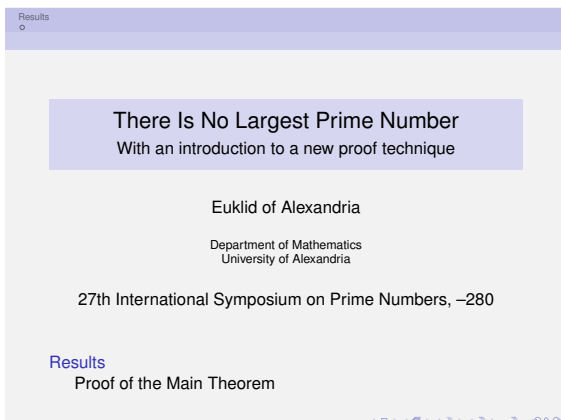 Results
There Is No Largest Prime Number
With an introduction to a new proof technique
Euklid of Alexandria
Department of Mathematics
University of Alexandria
27th International Symposium on Prime Numbers, –280
Results
Proof of the Main Theorem